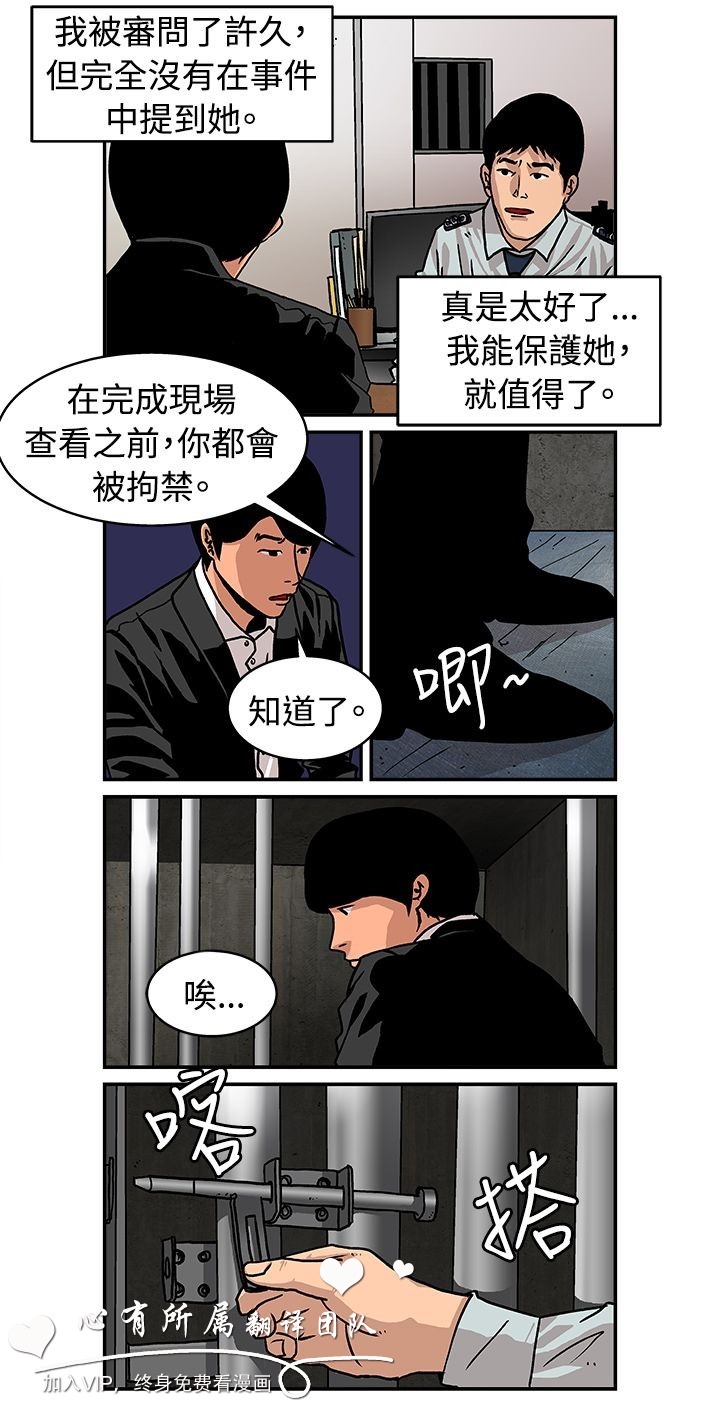 我被審問了許久，
但完全沒有在事件
中提到她。
真是太好了…
我能保護她，
就值得了。
在完成現場
查看之前，你都會
被拘禁。
知道了。
唧~
唉…
喀
搭
心有所属翻译团队
加入VIP，终身免费看漫画